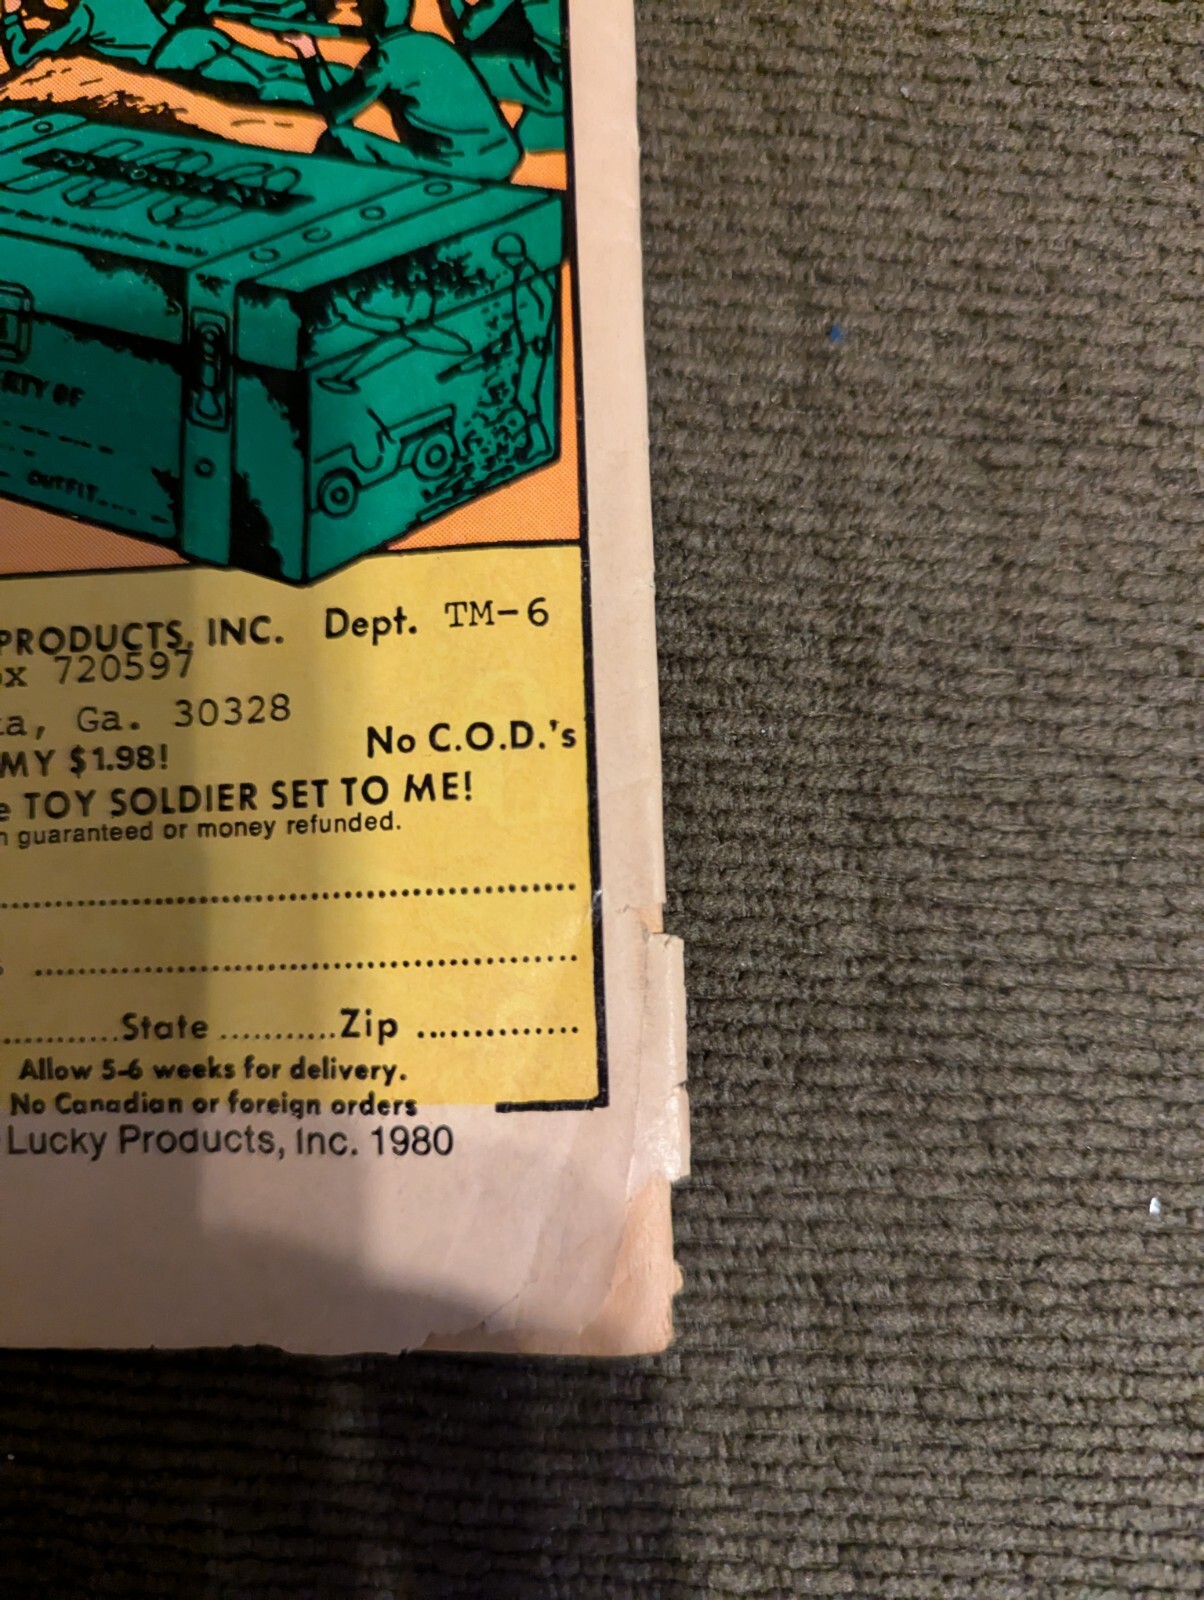 OF
OUTFIT....
PRODUCTS, INC. Dept. TM-6
720597
Ga. 30328
MY $1.98! No C.O.D.'s
TOY SOLDIER SET TO ME!
guaranteed or money refunded.
..........State ...........Zip ..............
Allow 5-6 weeks for delivery.
No Canadian or foreign orders
Lucky Products, Inc. 1980